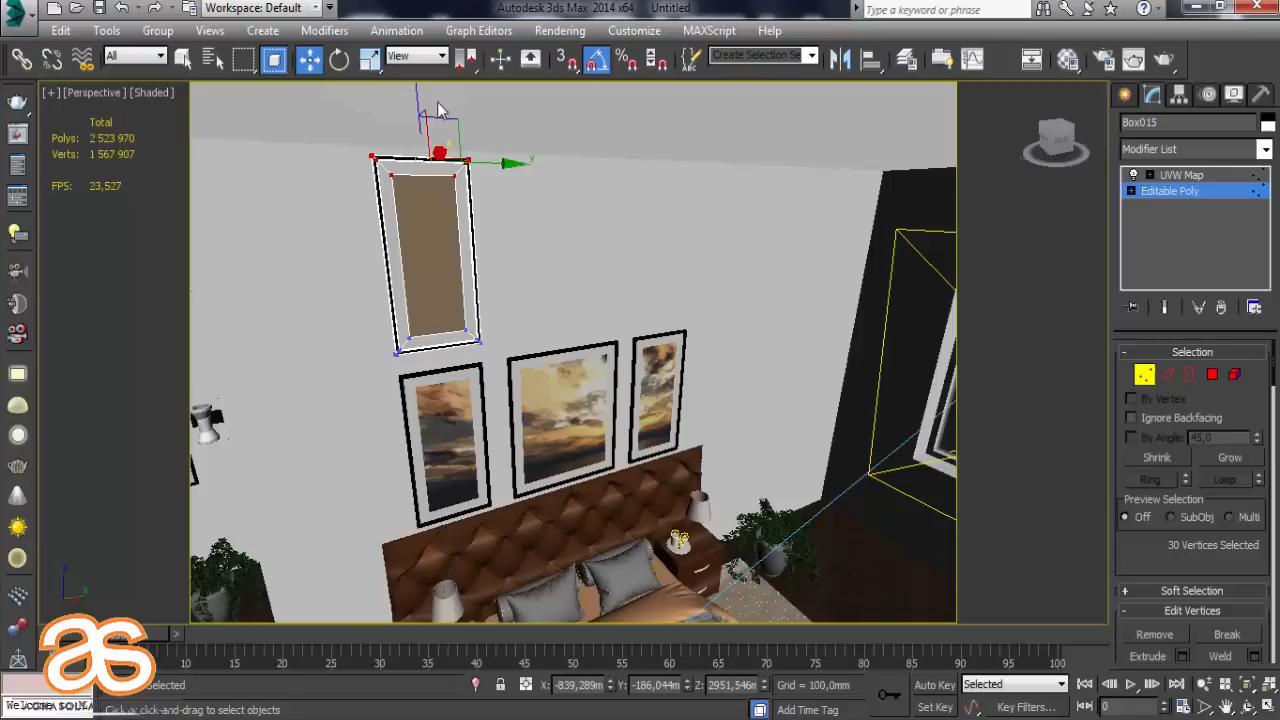 Workspace: Default
Autodesk 3ds Max 2014 x64
Untitled
Type a keyword or phrase
Edit
Tools
Group
Views
Create
Modifiers
Animation
Graph Editors
Rendering
Customize
MAXScript
Help
All
View
3
Create Selection Se
[+] [Perspective] [Shaded]
Total
Polys: 2 523 970
Verts: 1 567 907
FPS: 23,527
y
Box015
Modifier List
UVW Map
Editable Poly
- Selection
By Vertex
Ignore Backfacing
By Angle: 45,0
Shrink
Grow
Ring
Loop
Preview Selection
Off
SubObj
Multi
30 Vertices Selected
+ Soft Selection
- Edit Vertices
Remove
Break
Extrude
Weld
as
10 15 20 25 30 35 40 45 50 55 60 65 70 75 80 85 90 95 100
Selected
X: -839,289m
Y: -186,044m
Z: 2951,546m
Grid = 100,0mm
Auto Key
Selected
Welcome
Click or click-and-drag to select objects
Add Time Tag
Set Key
Key Filters...
0